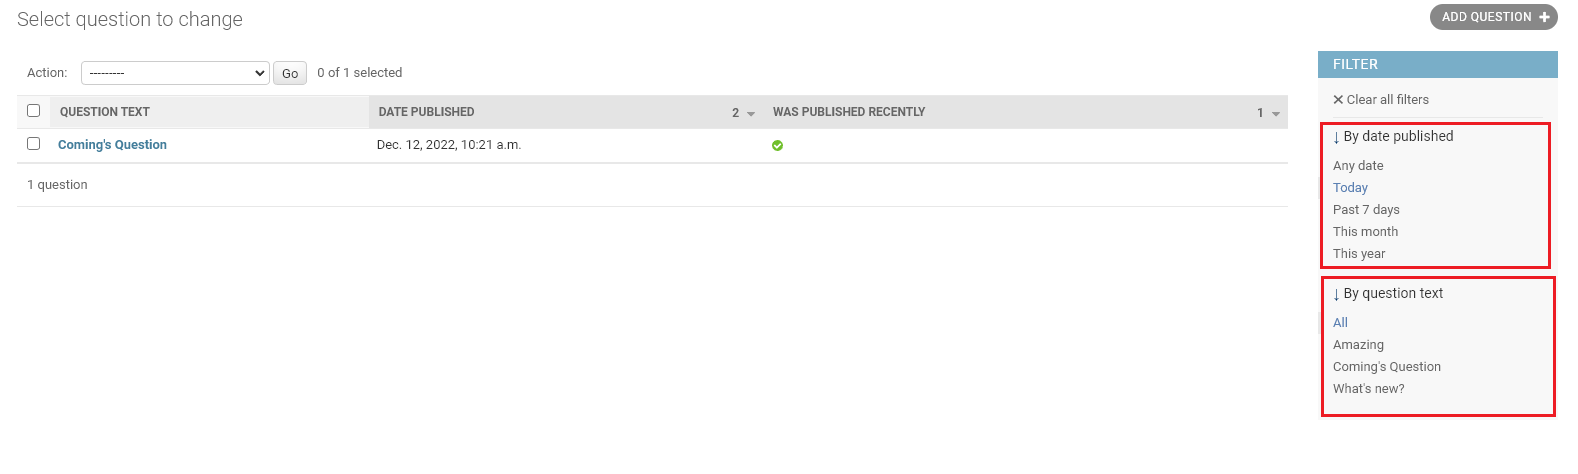 Select question to change
ADD QUESTION +
Action: --------- Go 0 of 1 selected
QUESTION TEXT DATE PUBLISHED 2 WAS PUBLISHED RECENTLY 1
Coming's Question Dec. 12, 2022, 10:21 a.m.
1 question
FILTER
✕ Clear all filters
↓ By date published
Any date
Today
Past 7 days
This month
This year
↓ By question text
All
Amazing
Coming's Question
What's new?